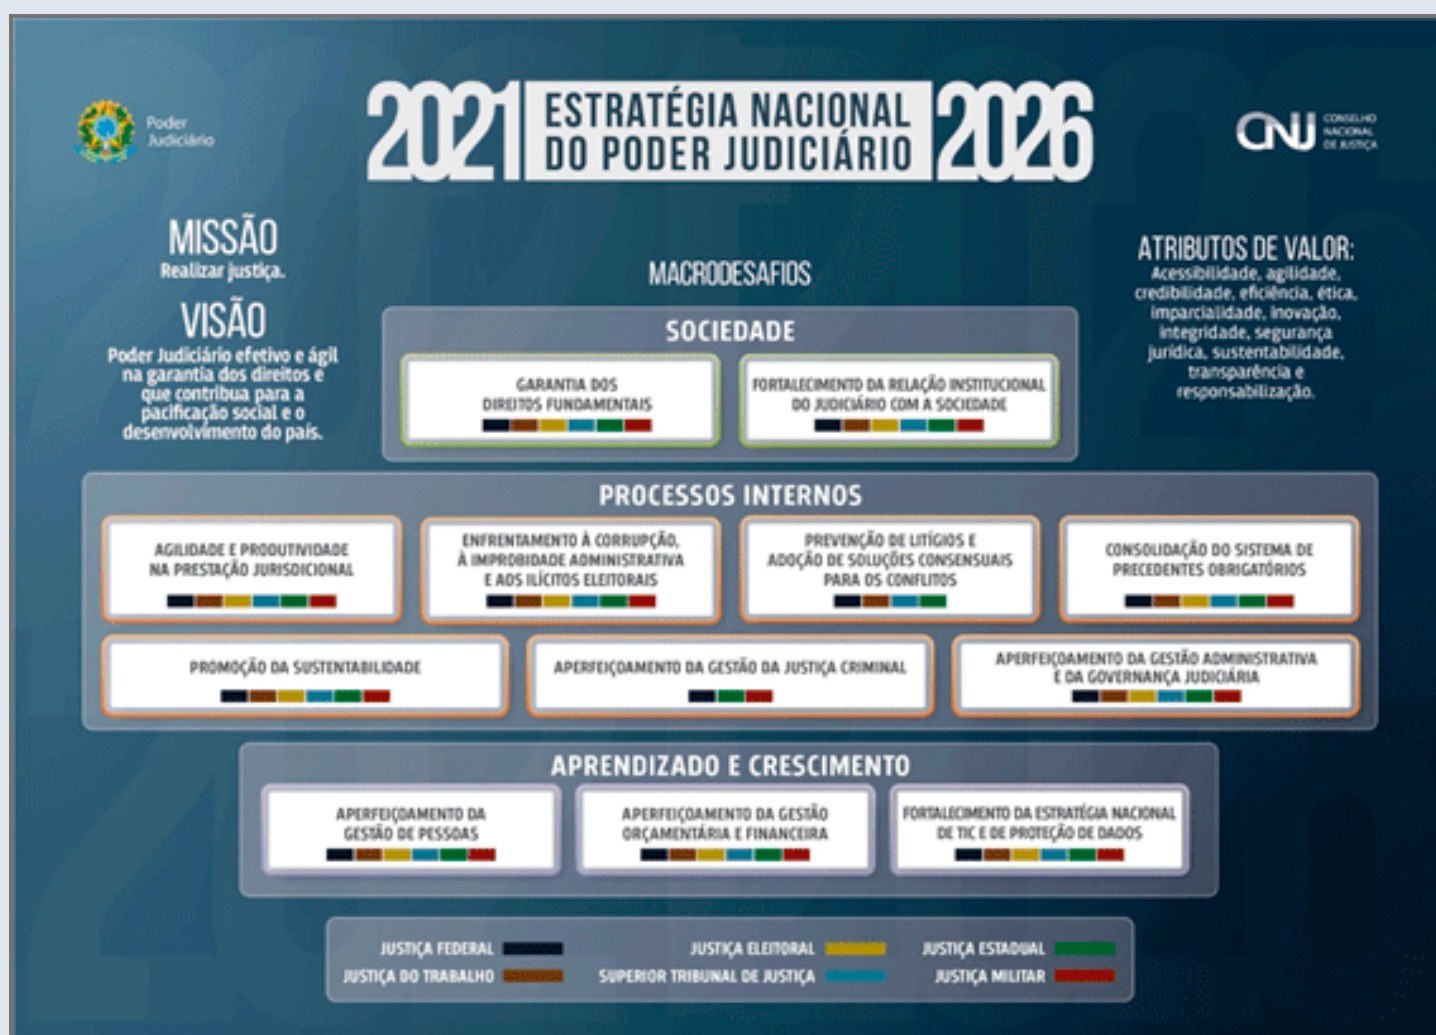 2021 ESTRATÉGIA NACIONAL DO PODER JUDICIÁRIO 2026
Poder
Judiciário
CNJ
CONSELHO
NACIONAL
DE JUSTIÇA
MISSÃO
Realizar justiça.
VISÃO
Poder Judiciário efetivo e ágil
na garantia dos direitos e
que contribua para a
pacificação social e o
desenvolvimento do país.
MACRODESAFIOS
ATRIBUTOS DE VALOR:
Acessibilidade, agilidade,
credibilidade, eficiência, ética,
imparcialidade, inovação,
integridade, segurança
jurídica, sustentabilidade,
transparência e
responsabilização.
SOCIEDADE
GARANTIA DOS
DIREITOS FUNDAMENTAIS
FORTALECIMENTO DA RELAÇÃO INSTITUCIONAL
DO JUDICIÁRIO COM A SOCIEDADE
PROCESSOS INTERNOS
AGILIDADE E PRODUTIVIDADE
NA PRESTAÇÃO JURISDICIONAL
ENFRENTAMENTO À CORRUPÇÃO,
À IMPROBIDADE ADMINISTRATIVA
E AOS ILÍCITOS ELEITORAIS
PREVENÇÃO DE LITÍGIOS E
ADOÇÃO DE SOLUÇÕES CONSENSUAIS
PARA OS CONFLITOS
CONSOLIDAÇÃO DO SISTEMA DE
PRECEDENTES OBRIGATÓRIOS
PROMOÇÃO DA SUSTENTABILIDADE
APERFEIÇOAMENTO DA GESTÃO DA JUSTIÇA CRIMINAL
APERFEIÇOAMENTO DA GESTÃO ADMINISTRATIVA
E DA GOVERNANÇA JUDICIÁRIA
APRENDIZADO E CRESCIMENTO
APERFEIÇOAMENTO DA
GESTÃO DE PESSOAS
APERFEIÇOAMENTO DA GESTÃO
ORÇAMENTÁRIA E FINANCEIRA
FORTALECIMENTO DA ESTRATÉGIA NACIONAL
DE TIC E DE PROTEÇÃO DE DADOS
JUSTIÇA FEDERAL
JUSTIÇA ELEITORAL
JUSTIÇA ESTADUAL
JUSTIÇA DO TRABALHO
SUPERIOR TRIBUNAL DE JUSTIÇA
JUSTIÇA MILITAR